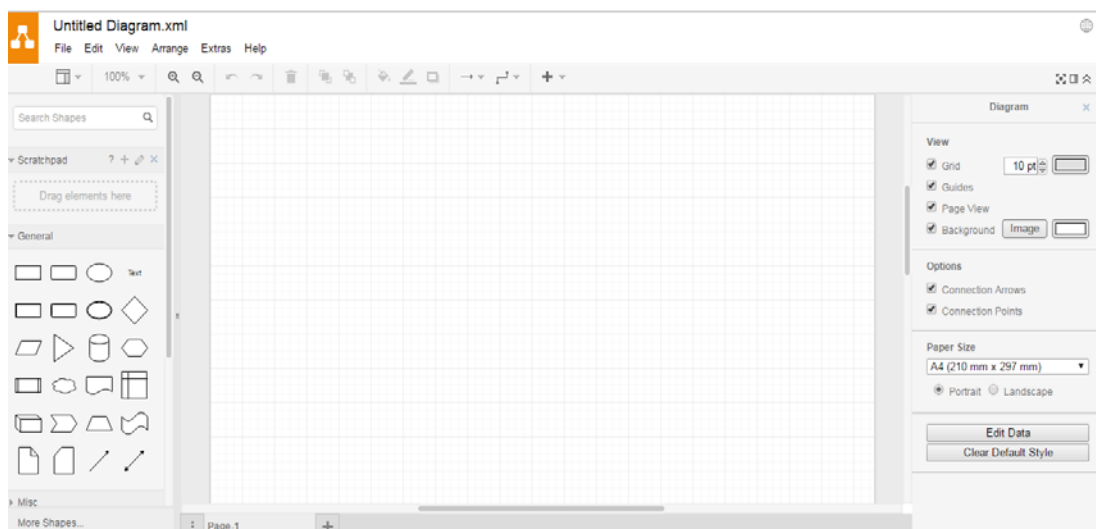 Untitled Diagram.xml
File Edit View Arrange Extras Help
100%
Search Shapes
Scratchpad ?
Drag elements here
General
Text
Misc
More Shapes...
Page-1
Diagram
View
Grid 10 pt
Guides
Page View
Background Image
Options
Connection Arrows
Connection Points
Paper Size
A4 (210 mm x 297 mm)
Portrait Landscape
Edit Data
Clear Default Style